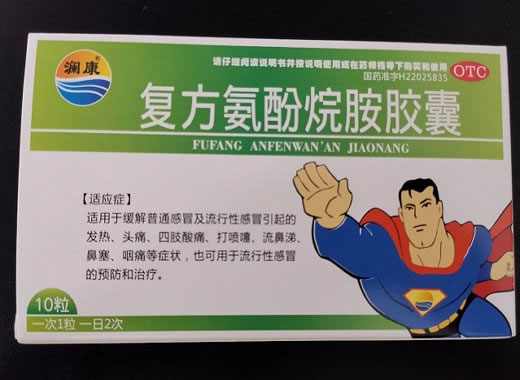 澜康
请仔细阅读说明书并按说明使用或在药师指导下购买和使用
国药准字H22025835
OTC
复方氨酚烷胺胶囊
FUFANG ANFENWAN'AN JIAONANG
【适应症】
适用于缓解普通感冒及流行性感冒引起的
发热、头痛、四肢酸痛、打喷嚏、流鼻涕、
鼻塞、咽痛等症状，也可用于流行性感冒
的预防和治疗。
10粒
一次1粒 一日2次